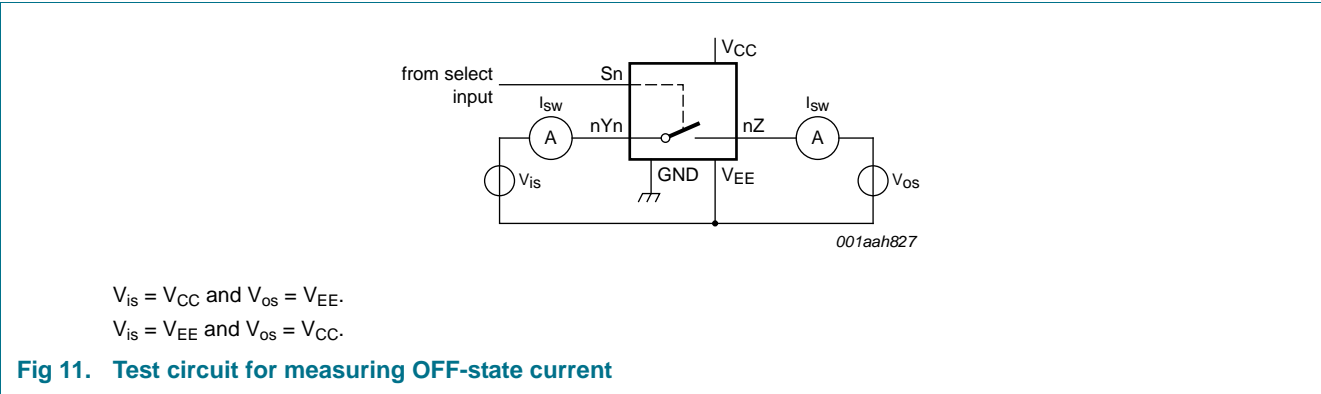 VCC
from select
input
Sn
Isw
nYn
A
Vis
GND
VEE
nZ
Isw
A
Vos
001aah827
Vis = VCC and Vos = VEE.
Vis = VEE and Vos = VCC.
Fig 11. Test circuit for measuring OFF-state current